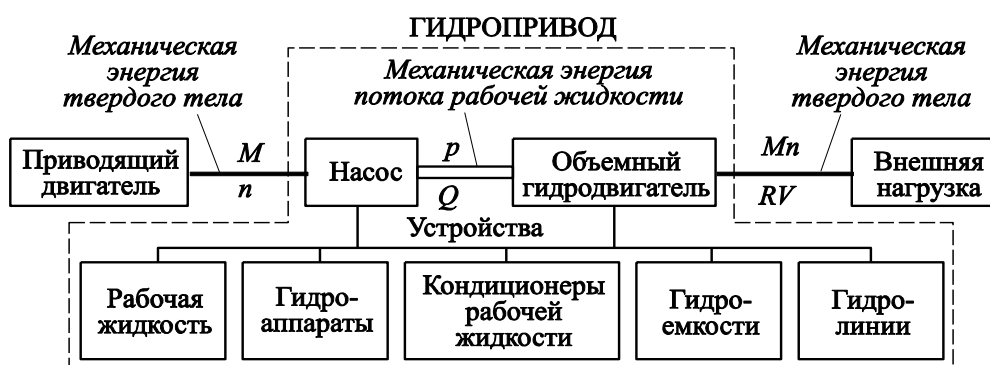 ГИДРОПРИВОД
Механическая
энергия
твердого тела
Механическая энергия
потока рабочей жидкости
Механическая
энергия
твердого тела
Приводящий
двигатель
M
n
Насос
p
Q
Объемный
гидродвигатель
Mn
RV
Внешняя
нагрузка
Устройства
Рабочая
жидкость
Гидро-
аппараты
Кондиционеры
рабочей
жидкости
Гидро-
емкости
Гидро-
линии